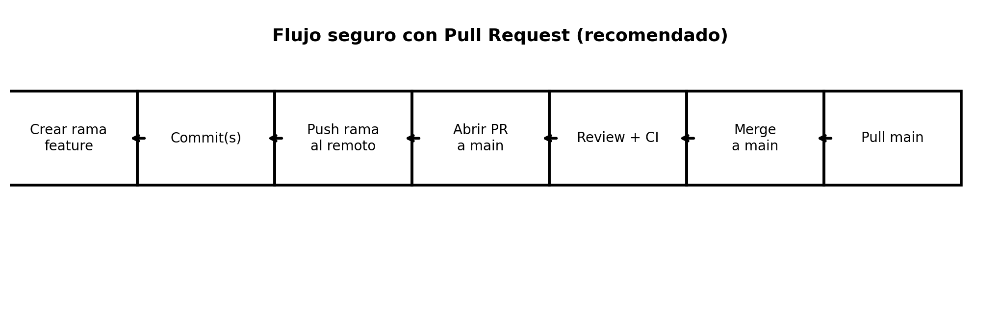 Flujo seguro con Pull Request (recomendado)
Crear rama
feature
Commit(s)
Push rama
al remoto
Abrir PR
a main
Review + CI
Merge
a main
Pull main